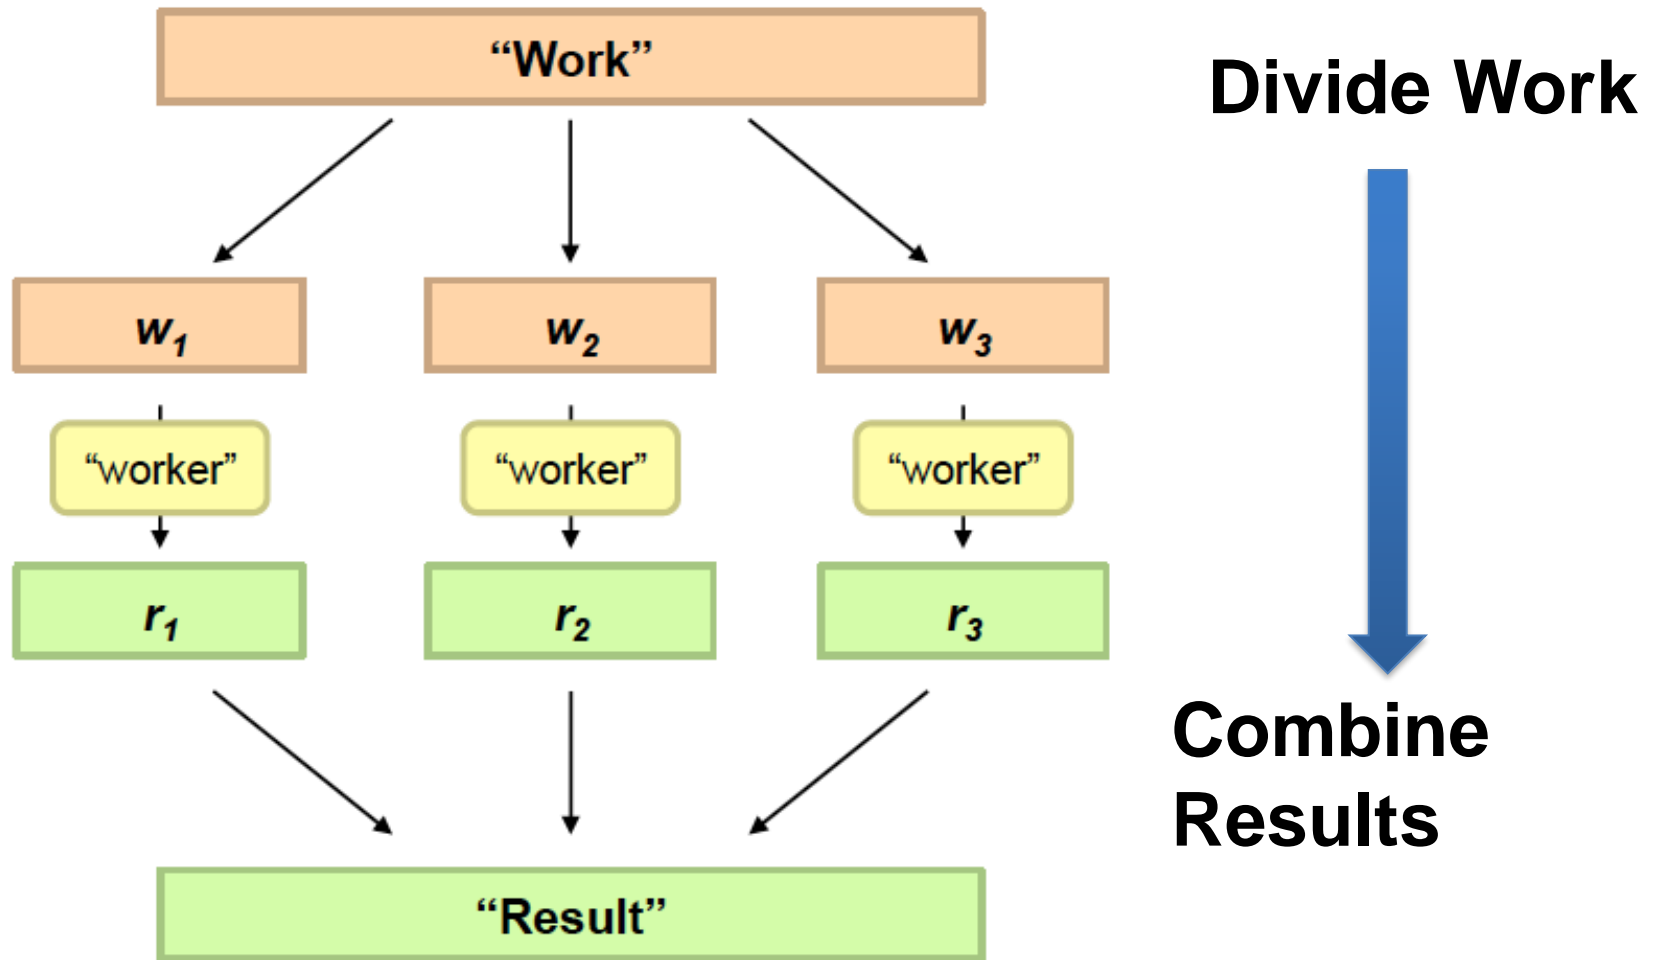 “Work”
Divide Work
w1
w2
w3
“worker”
“worker”
“worker”
r1
r2
r3
Combine
Results
“Result”